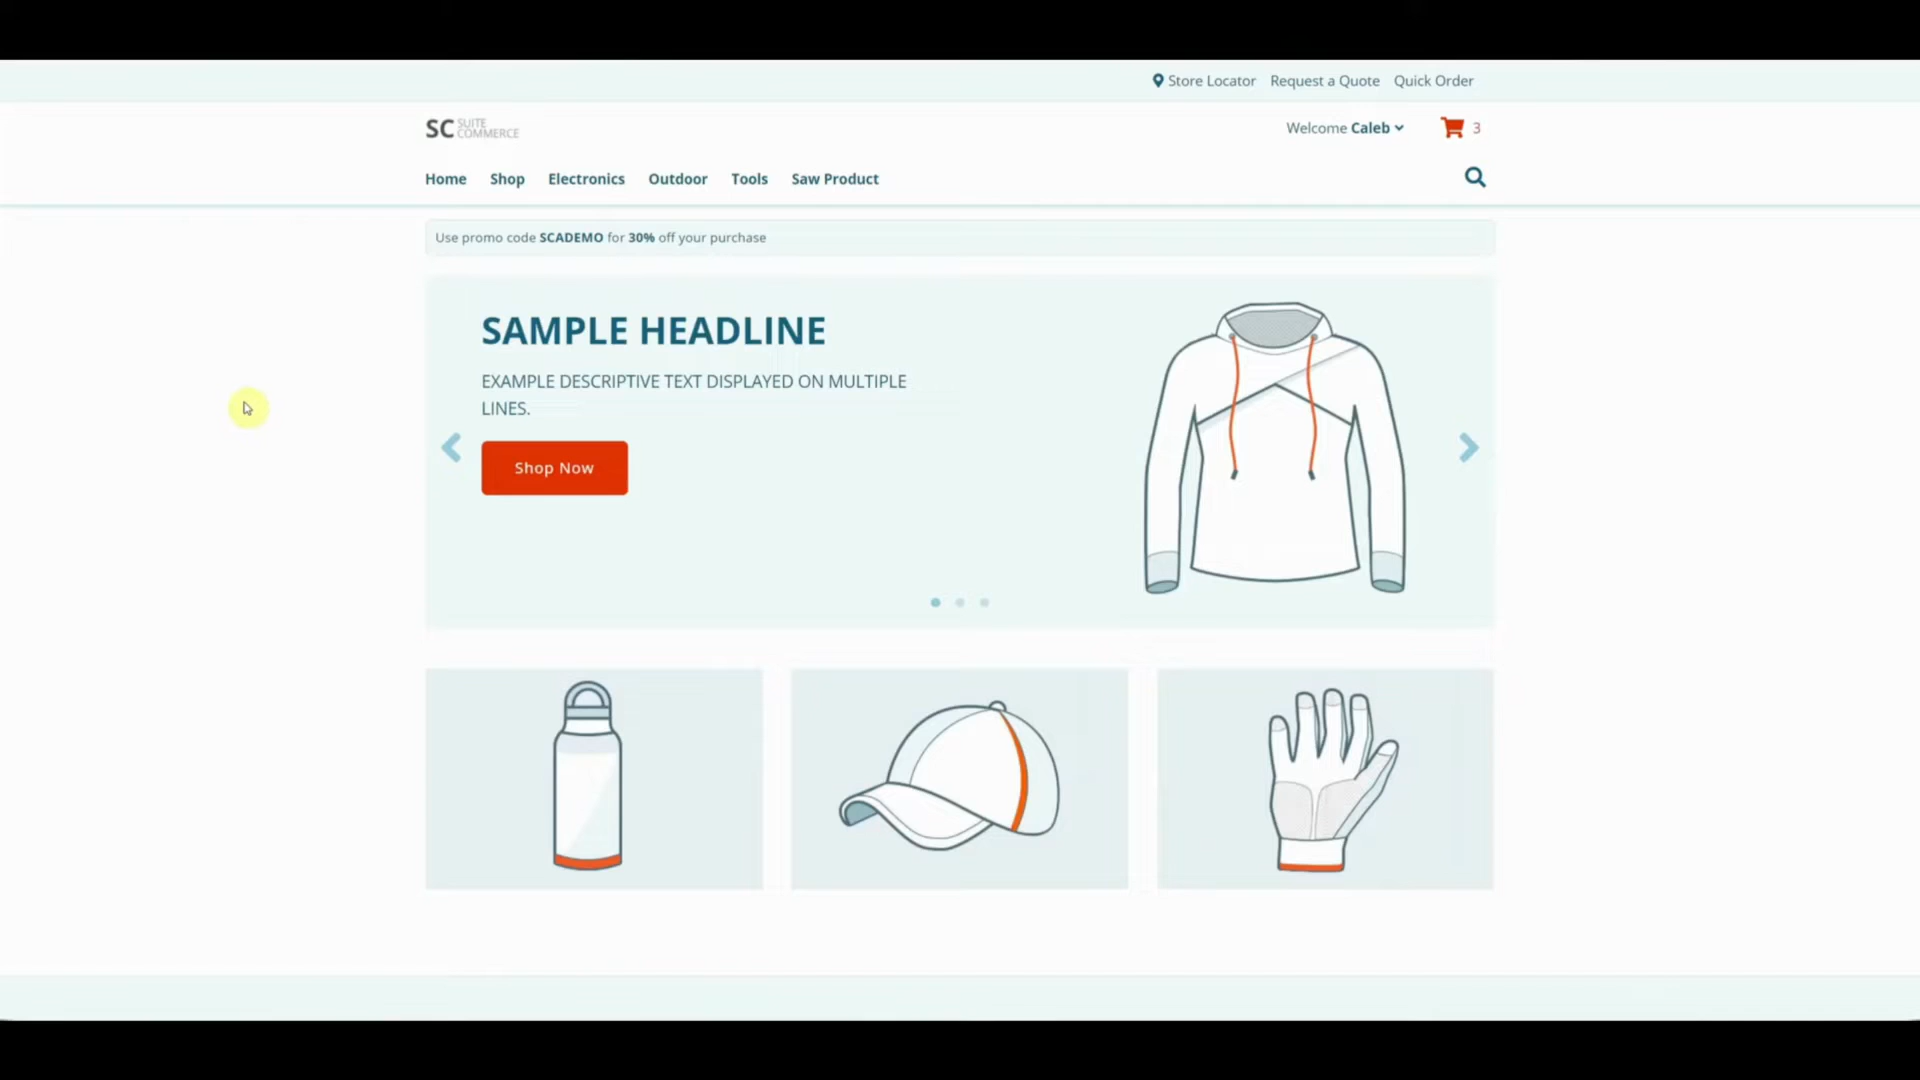 Store Locator Request a Quote Quick Order
SC SUITE COMMERCE
Welcome Caleb 3
Home Shop Electronics Outdoor Tools Saw Product
Use promo code SCADEMO for 30% off your purchase
SAMPLE HEADLINE
EXAMPLE DESCRIPTIVE TEXT DISPLAYED ON MULTIPLE
LINES.
Shop Now